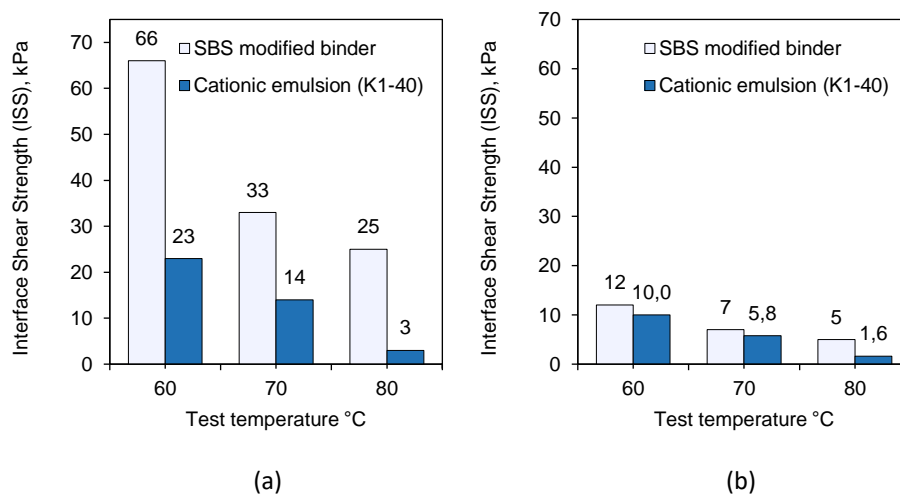 Interface Shear Strength (ISS), kPa
70
60
50
40
30
20
10
0
SBS modified binder
Cationic emulsion (K1-40)
66
23
33
14
25
3
60 70 80
Test temperature °C
(a)
Interface Shear Strength (ISS), kPa
70
60
50
40
30
20
10
0
SBS modified binder
Cationic emulsion (K1-40)
12
10,0
7
5,8
5
1,6
60 70 80
Test temperature °C
(b)